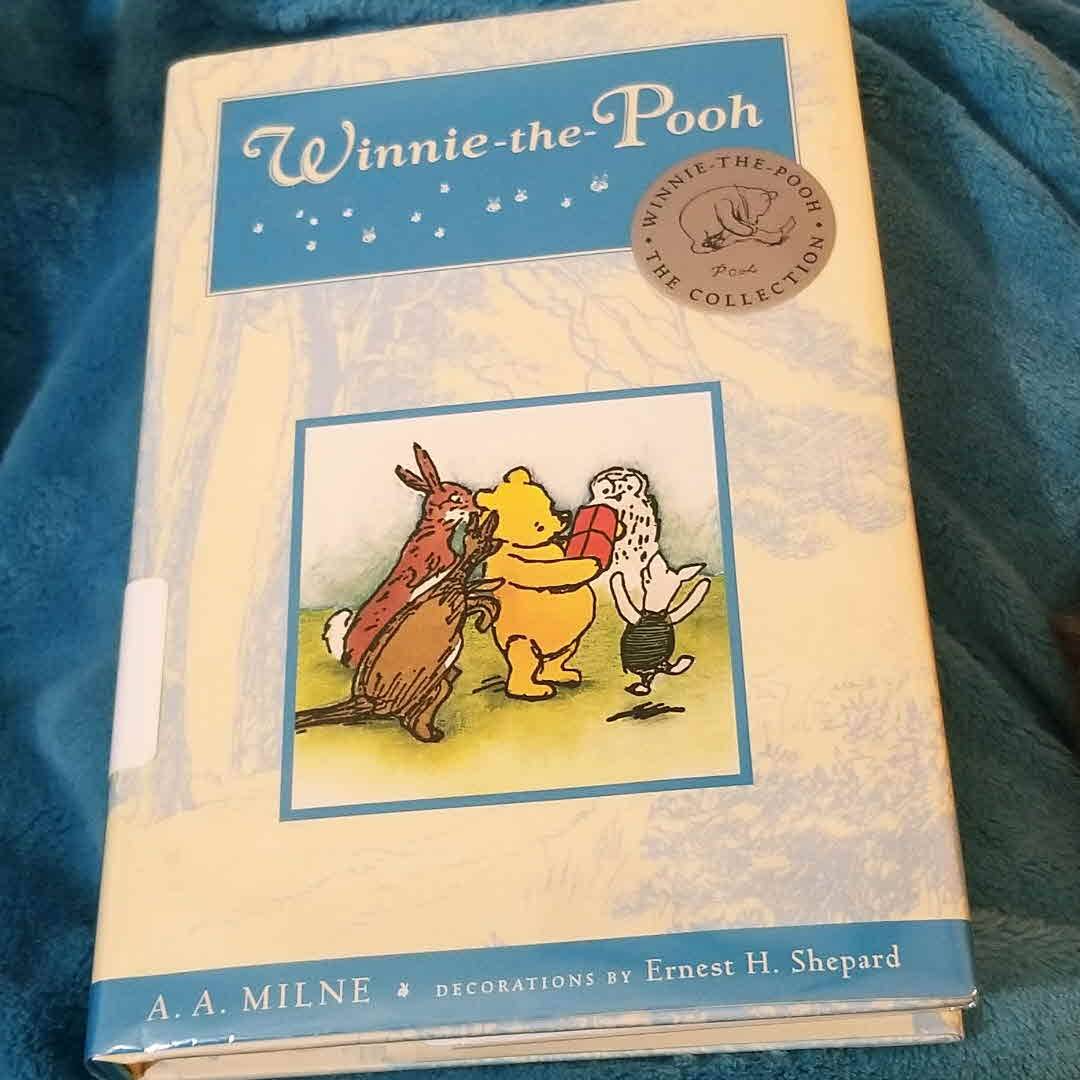 Winnie-the-Pooh
• WINNIE-THE-POOH •
Pooh
THE COLLECTION
A. A. MILNE DECORATIONS BY Ernest H. Shepard